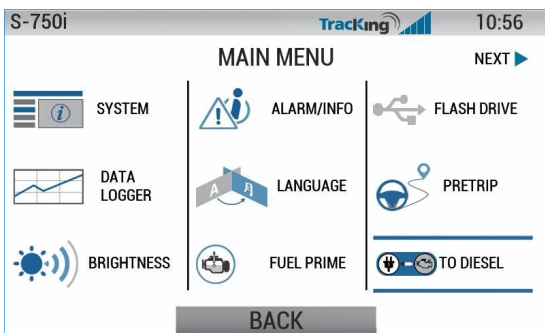 S-750i TracKing 10:56
MAIN MENU NEXT
SYSTEM ALARM/INFO FLASH DRIVE
DATA
LOGGER LANGUAGE PRETRIP
BRIGHTNESS FUEL PRIME TO DIESEL
BACK